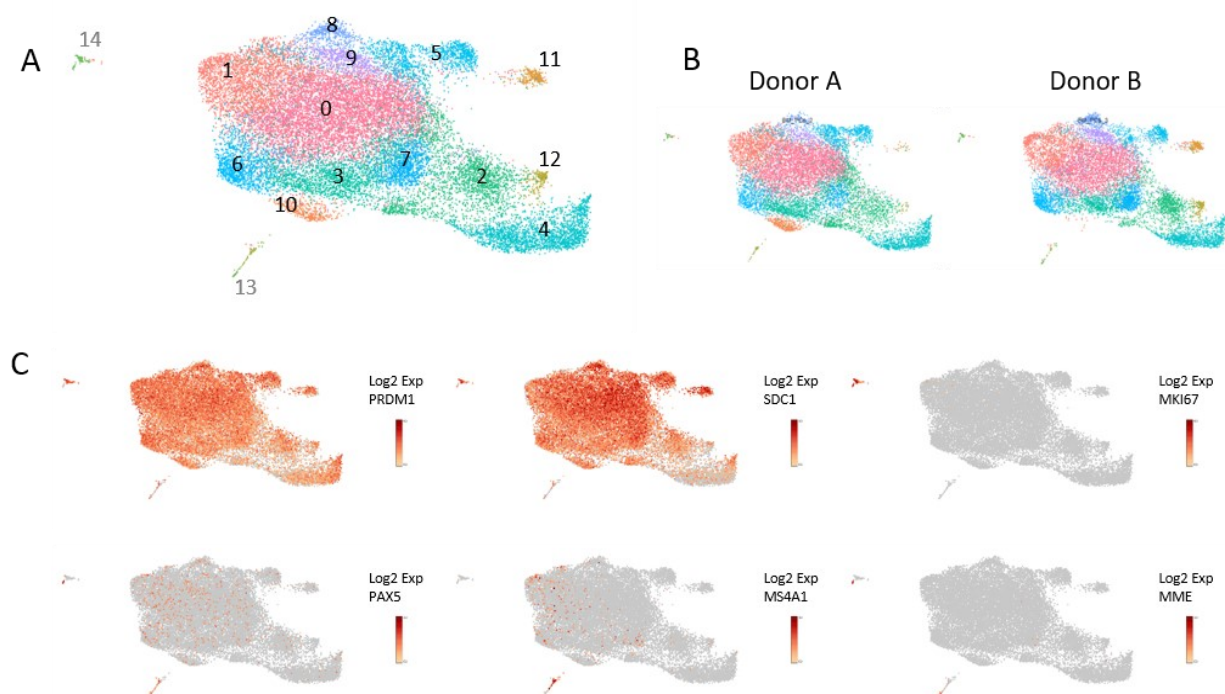 A
14
8
9
5
11
1
0
12
6
3
7
2
10
4
13
B
Donor A
Donor B
C
Log2 Exp
PRDM1
Log2 Exp
SDC1
Log2 Exp
MKI67
Log2 Exp
PAX5
Log2 Exp
MS4A1
Log2 Exp
MME